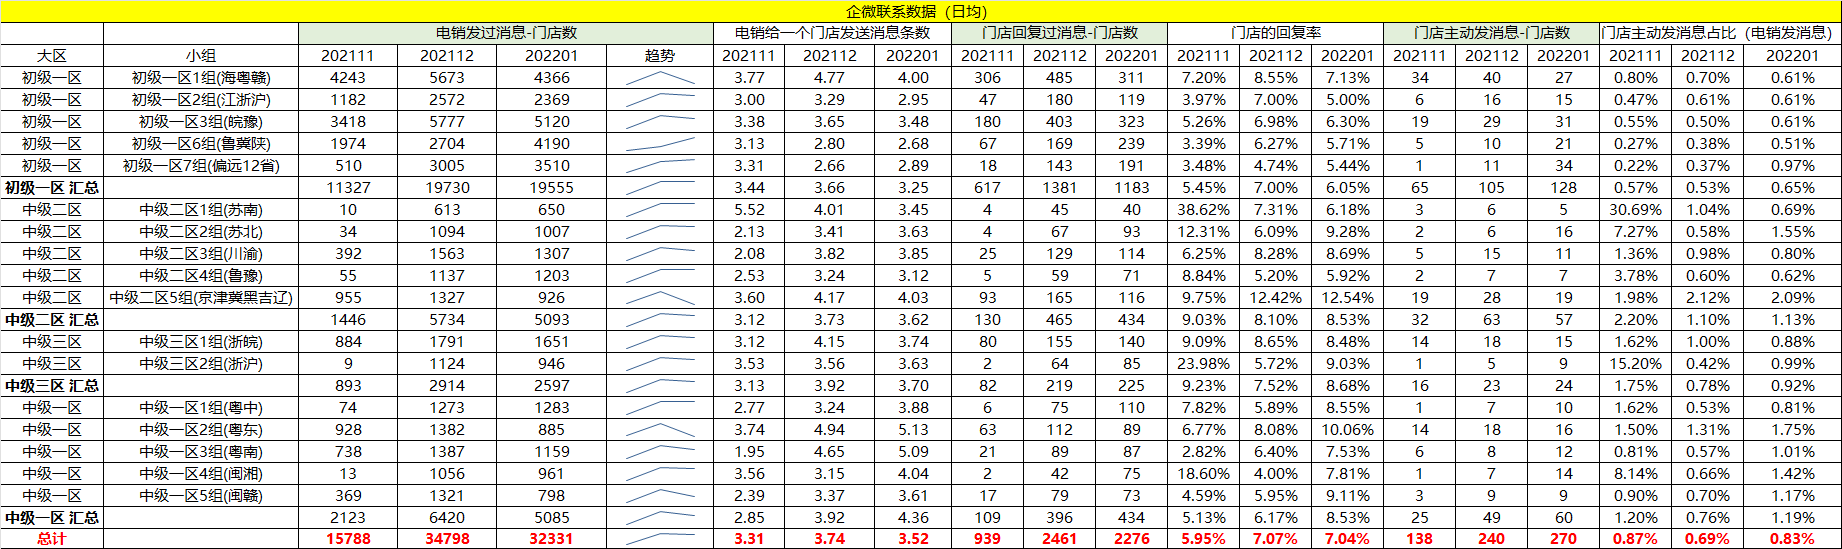 企微联系数据（日均）
电销发过消息-门店数 电销给一个门店发送消息条数 门店回复过消息-门店数 门店的回复率 门店主动发消息-门店数 门店主动发消息占比（电销发消息）
大区 小组 202111 202112 202201 趋势 202111 202112 202201 202111 202112 202201 202111 202112 202201 202111 202112 202201 202111 202112 202201
初级一区 初级一区1组(海粤赣) 4243 5673 4366 3.77 4.77 4.00 306 485 311 7.20% 8.55% 7.13% 34 40 27 0.80% 0.70% 0.61%
初级一区 初级一区2组(江浙沪) 1182 2572 2369 3.00 3.29 2.95 47 180 119 3.97% 7.00% 5.00% 6 16 15 0.47% 0.61% 0.61%
初级一区 初级一区3组(皖豫) 3418 5777 5120 3.38 3.65 3.48 180 403 323 5.26% 6.98% 6.30% 19 29 31 0.55% 0.50% 0.61%
初级一区 初级一区6组(鲁冀陕) 1974 2704 4190 3.13 2.80 2.68 67 169 239 3.39% 6.27% 5.71% 5 10 21 0.27% 0.38% 0.51%
初级一区 初级一区7组(偏远12省) 510 3005 3510 3.31 2.66 2.89 18 143 191 3.48% 4.74% 5.44% 1 11 34 0.22% 0.37% 0.97%
初级一区 汇总 11327 19730 19555 3.44 3.66 3.25 617 1381 1183 5.45% 7.00% 6.05% 65 105 128 0.57% 0.53% 0.65%
中级二区 中级二区1组(苏南) 10 613 650 5.52 4.01 3.45 4 45 40 38.62% 7.31% 6.18% 3 6 5 30.69% 1.04% 0.69%
中级二区 中级二区2组(苏北) 34 1094 1007 2.13 3.41 3.63 4 67 93 12.31% 6.09% 9.28% 2 6 16 7.27% 0.58% 1.55%
中级二区 中级二区3组(川渝) 392 1563 1307 2.08 3.82 3.85 25 129 114 6.25% 8.28% 8.69% 5 15 11 1.36% 0.98% 0.80%
中级二区 中级二区4组(鲁豫) 55 1137 1203 2.53 3.24 3.12 5 59 71 8.84% 5.20% 5.92% 2 7 7 3.78% 0.60% 0.62%
中级二区 中级二区5组(京津冀黑吉辽) 955 1327 926 3.60 4.17 4.03 93 165 116 9.75% 12.42% 12.54% 19 28 19 1.98% 2.12% 2.09%
中级二区 汇总 1446 5734 5093 3.12 3.73 3.62 130 465 434 9.03% 8.10% 8.53% 32 63 57 2.20% 1.10% 1.13%
中级三区 中级三区1组(浙皖) 884 1791 1651 3.12 4.15 3.74 80 155 140 9.09% 8.65% 8.48% 14 18 15 1.62% 1.00% 0.88%
中级三区 中级三区2组(浙沪) 9 1124 946 3.53 3.56 3.63 2 64 85 23.98% 5.72% 9.03% 1 5 9 15.20% 0.42% 0.99%
中级三区 汇总 893 2914 2597 3.13 3.92 3.70 82 219 225 9.23% 7.52% 8.68% 16 23 24 1.75% 0.78% 0.92%
中级一区 中级一区1组(粤中) 74 1273 1283 2.77 3.24 3.88 6 75 110 7.82% 5.89% 8.55% 1 7 10 1.62% 0.53% 0.81%
中级一区 中级一区2组(粤东) 928 1382 885 3.74 4.94 5.13 63 112 89 6.77% 8.08% 10.06% 14 18 16 1.50% 1.31% 1.75%
中级一区 中级一区3组(粤南) 738 1387 1159 1.95 4.65 5.09 21 89 87 2.82% 6.40% 7.53% 6 8 12 0.81% 0.57% 1.01%
中级一区 中级一区4组(闽湘) 13 1056 961 3.56 3.15 4.04 2 42 75 18.60% 4.00% 7.81% 1 7 14 8.14% 0.66% 1.42%
中级一区 中级一区5组(闽赣) 369 1321 798 2.39 3.37 3.61 17 79 73 4.59% 5.95% 9.11% 3 9 9 0.90% 0.70% 1.17%
中级一区 汇总 2123 6420 5085 2.85 3.92 4.36 109 396 434 5.13% 6.17% 8.53% 25 49 60 1.20% 0.76% 1.19%
总计 15788 34798 32331 3.31 3.74 3.52 939 2461 2276 5.95% 7.07% 7.04% 138 240 270 0.87% 0.69% 0.83%